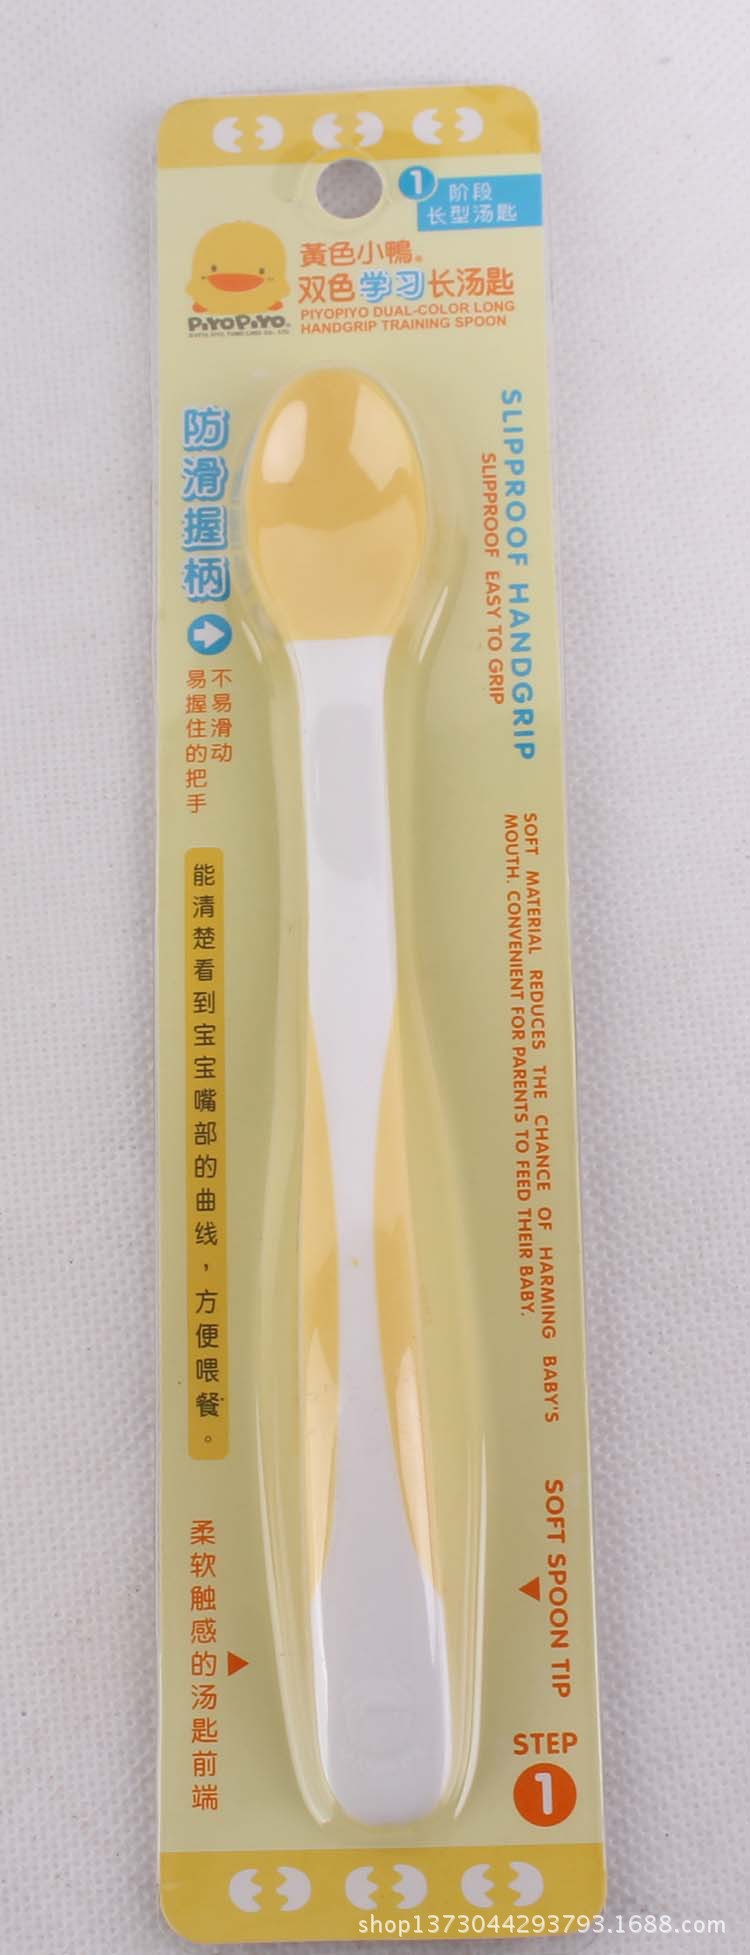 1
阶段
长型汤匙
黃色小鴨®
双色学习长汤匙
PIYOPIYO DUAL-COLOR LONG
HANDGRIP TRAINING SPOON
PiYOPiYO®
防滑握柄
不易滑动
易握住的把手
能清楚看到宝宝嘴部的曲线，方便喂餐。
柔软触感的汤匙前端
SLIPPROOF HANDGRIP
SLIPPROOF EASY TO GRIP
SOFT MATERIAL REDUCES THE CHANCE OF HARMING BABY'S
MOUTH. CONVENIENT FOR PARENTS TO FEED THEIR BABY.
SOFT SPOON TIP
STEP
1
shop1373044293793.1688.com